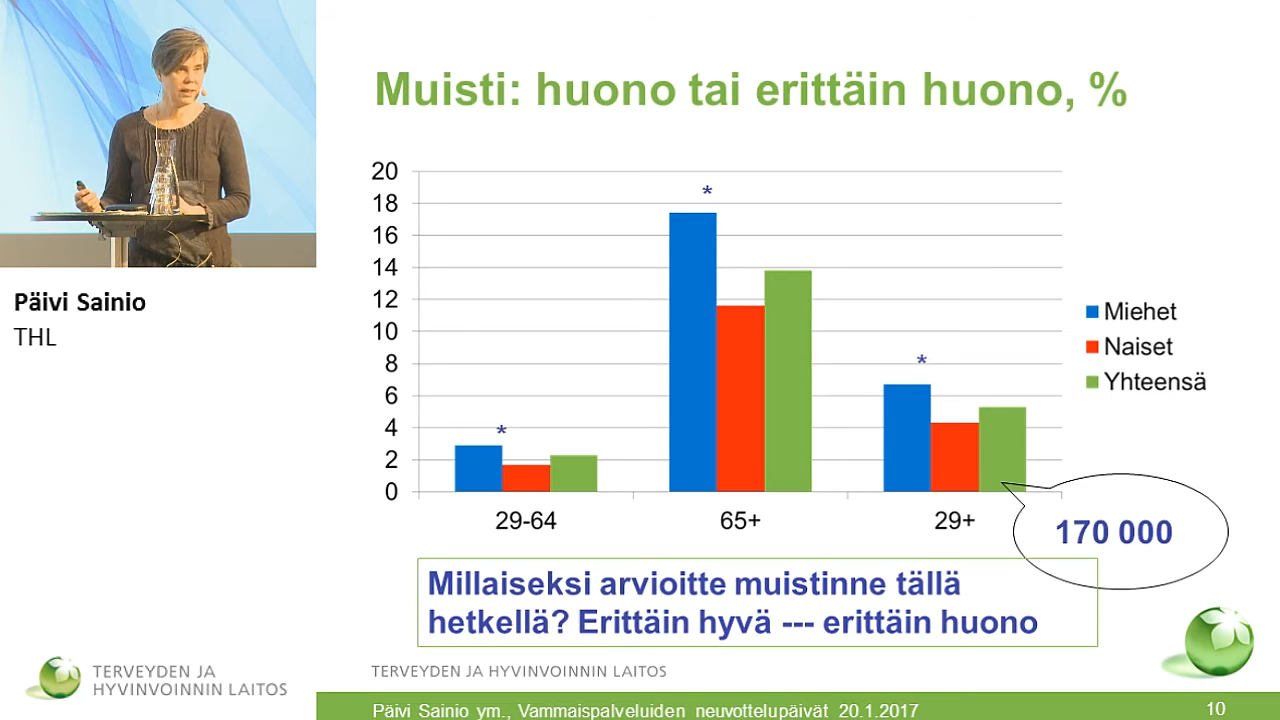 Muisti: huono tai erittäin huono, %
Päivi Sainio
THL
20
18
16
14
12
10
8
6
4
2
0
*
*
*
29-64
65+
29+
Miehet
Naiset
Yhteensä
170 000
Millaiseksi arvioitte muistinne tällä
hetkellä? Erittäin hyvä --- erittäin huono
TERVEYDEN JA
HYVINVOINNIN LAITOS
TERVEYDEN JA HYVINVOINNIN LAITOS
Päivi Sainio ym., Vammaispalveluiden neuvottelupäivät 20.1.2017
10